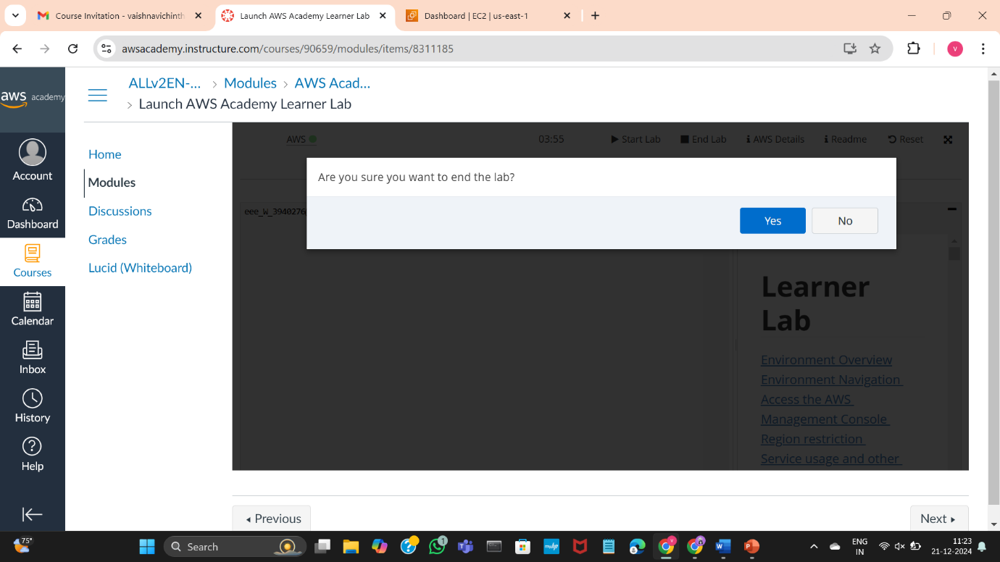 Course Invitation - vaishnavichinth
Launch AWS Academy Learner Lab
Dashboard | EC2 | us-east-1
awsacademy.instructure.com/courses/90659/modules/items/8311185
v
aws academy
Account
Dashboard
Courses
Calendar
Inbox
History
Help
ALLv2EN-... > Modules > AWS Acad...
> Launch AWS Academy Learner Lab
Home
Modules
Discussions
Grades
Lucid (Whiteboard)
AWS
03:55
Start Lab
End Lab
AWS Details
Readme
Reset
Are you sure you want to end the lab?
Yes
No
eee_W_3940276
Learner
Lab
Environment Overview
Environment Navigation
Access the AWS
Management Console
Region restriction
Service usage and other
Previous
Next
75°
Search
1
ENG
IN
11:23
21-12-2024